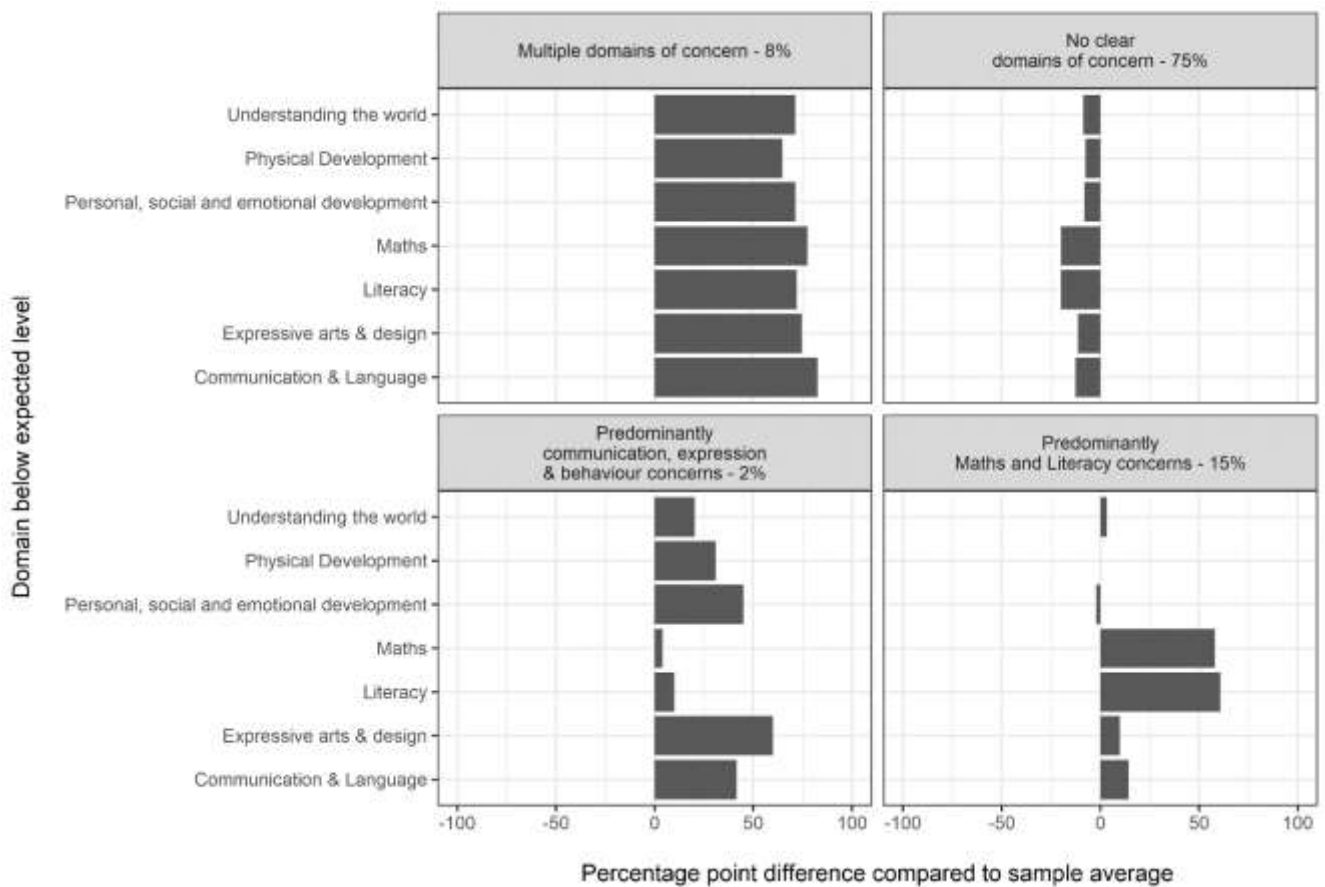 Multiple domains of concern - 8%
No clear
domains of concern - 75%
Understanding the world
Physical Development
Personal, social and emotional development
Maths
Literacy
Expressive arts & design
Communication & Language
Domain below expected level
Predominantly
communication, expression
& behaviour concerns - 2%
Predominantly
Maths and Literacy concerns - 15%
Understanding the world
Physical Development
Personal, social and emotional development
Maths
Literacy
Expressive arts & design
Communication & Language
-100 -50 0 50 100
-100 -50 0 50 100
Percentage point difference compared to sample average